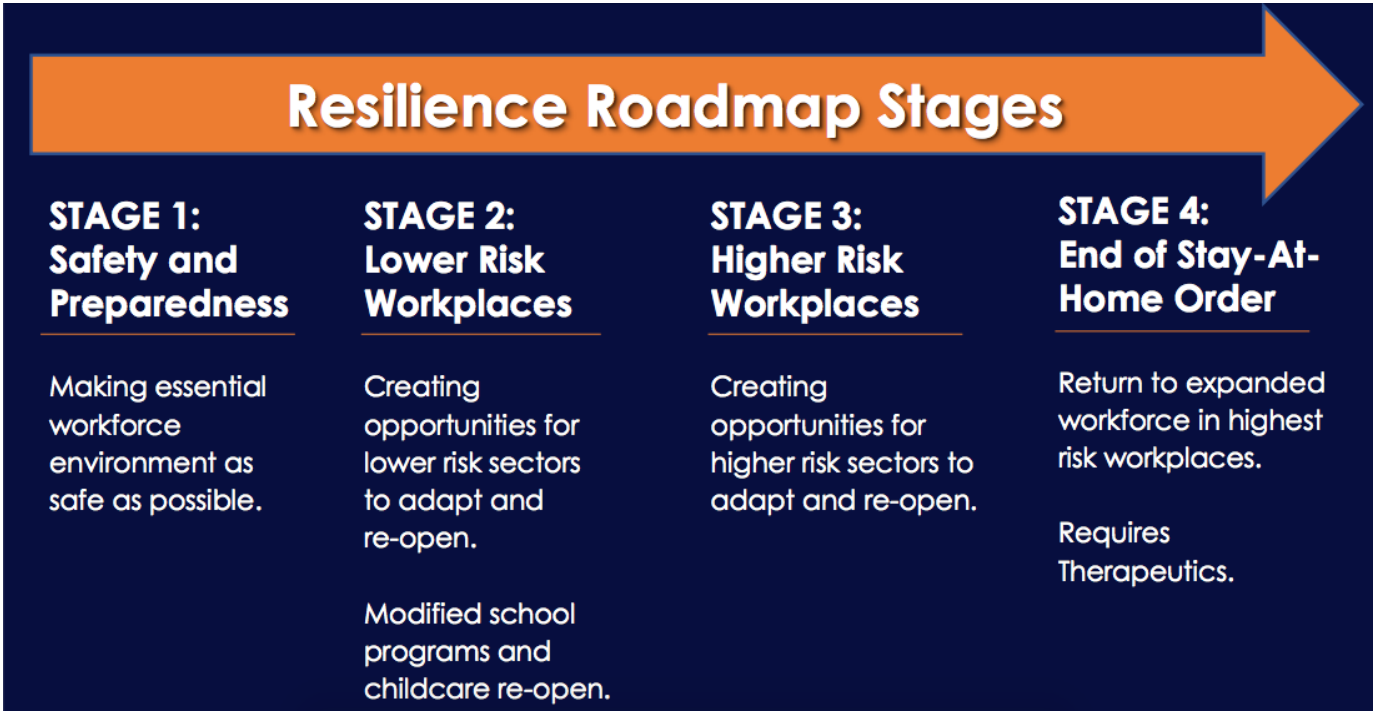 Resilience Roadmap Stages
STAGE 1:
Safety and
Preparedness
Making essential
workforce
environment as
safe as possible.
STAGE 2:
Lower Risk
Workplaces
Creating
opportunities for
lower risk sectors
to adapt and
re-open.
Modified school
programs and
childcare re-open.
STAGE 3:
Higher Risk
Workplaces
Creating
opportunities for
higher risk sectors to
adapt and re-open.
STAGE 4:
End of Stay-At-
Home Order
Return to expanded
workforce in highest
risk workplaces.
Requires
Therapeutics.